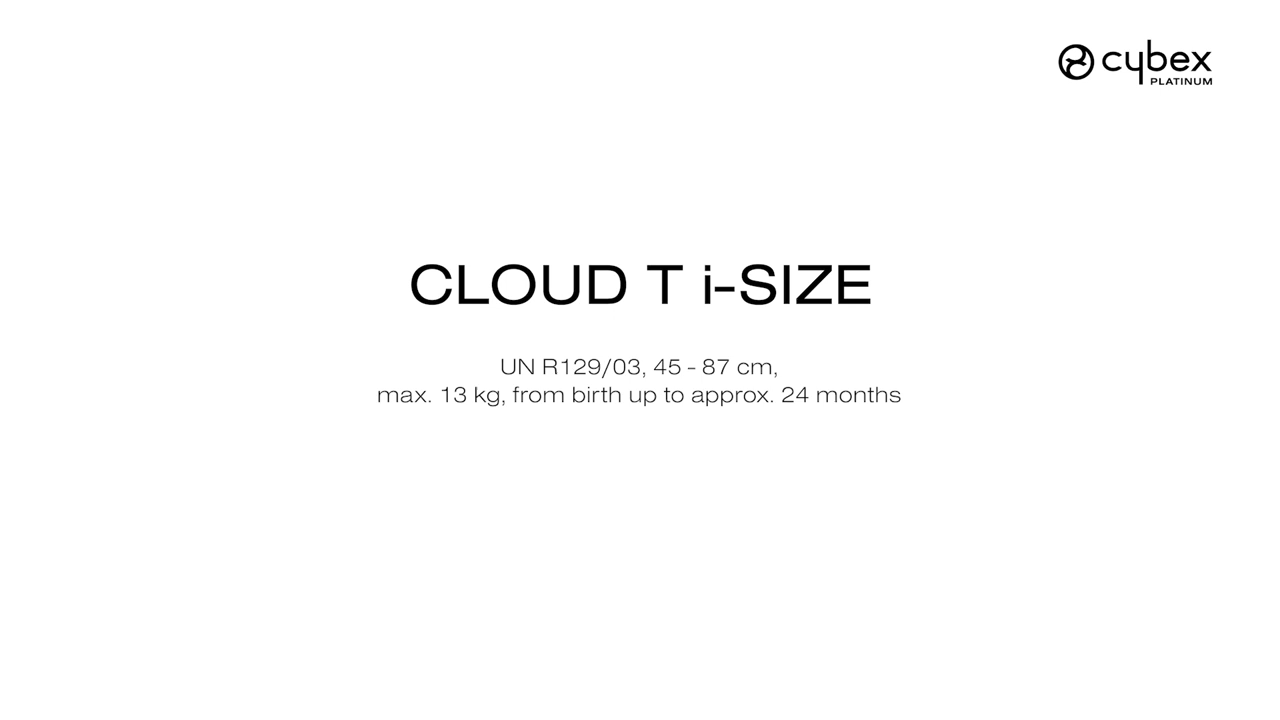 cybex
PLATINUM
CLOUD T i-SIZE
UN R129/03, 45 - 87 cm,
max. 13 kg, from birth up to approx. 24 months